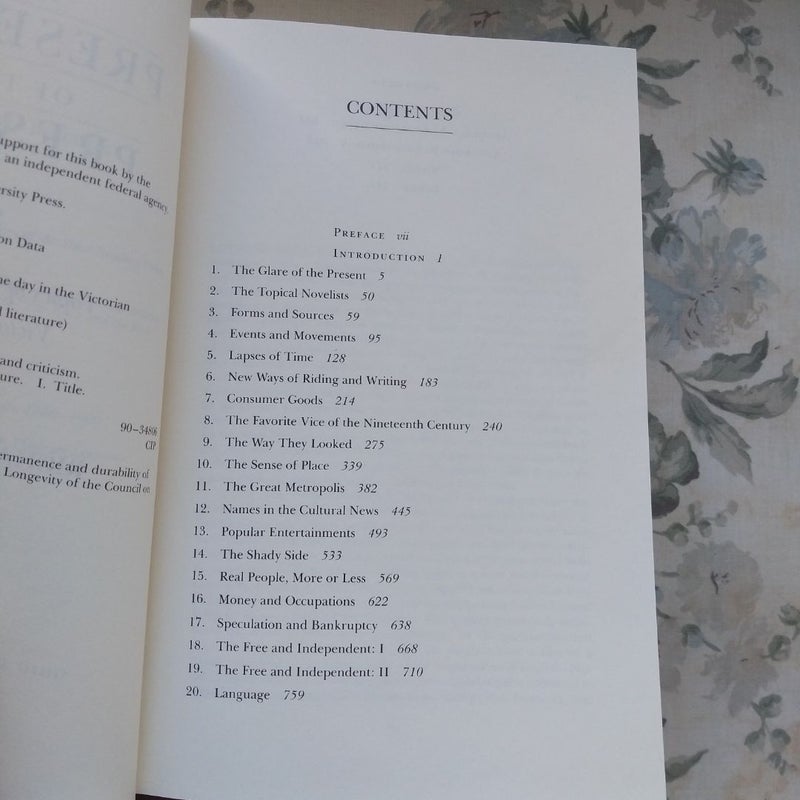 upport for this book by the
an independent federal agency.
rsity Press.
on Data
ne day in the Victorian
l literature)
and criticism.
ure. I. Title.
90–34806
CIP
ermanence and durability of
Longevity of the Council on
CONTENTS
PREFACE vii
INTRODUCTION 1
1. The Glare of the Present 5
2. The Topical Novelists 50
3. Forms and Sources 59
4. Events and Movements 95
5. Lapses of Time 128
6. New Ways of Riding and Writing 183
7. Consumer Goods 214
8. The Favorite Vice of the Nineteenth Century 240
9. The Way They Looked 275
10. The Sense of Place 339
11. The Great Metropolis 382
12. Names in the Cultural News 445
13. Popular Entertainments 493
14. The Shady Side 533
15. Real People, More or Less 569
16. Money and Occupations 622
17. Speculation and Bankruptcy 638
18. The Free and Independent: I 668
19. The Free and Independent: II 710
20. Language 759